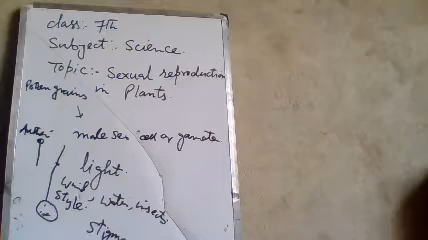 class: 7th
Subject:- Science.
Topic:- Sexual reproduction
Pollen grains in Plants.
Anther male sex cell or gamete
light.
wind
style! water, insects